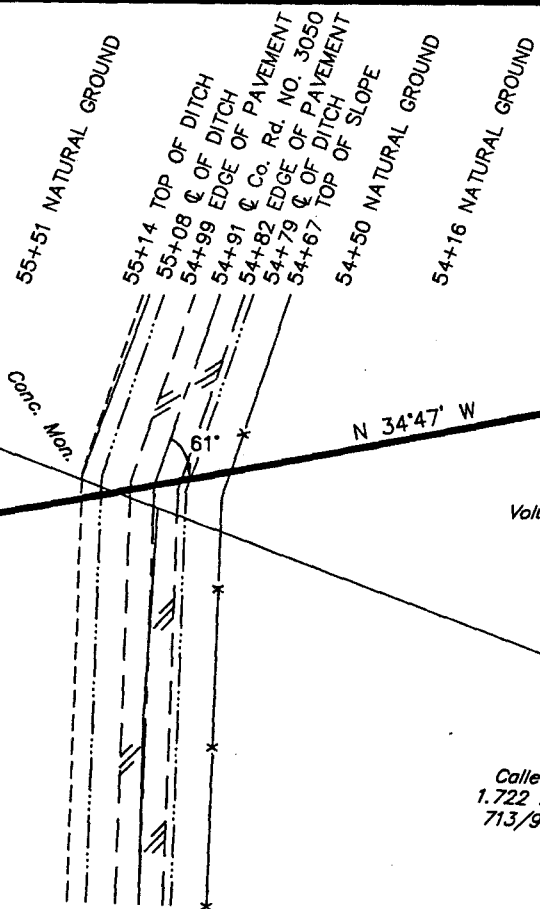 55+51 NATURAL GROUND
55+14 TOP OF DITCH
55+08 ℄ OF DITCH
54+99 EDGE OF PAVEMENT
54+91 ℄ Co. Rd. NO. 3050
54+82 EDGE OF PAVEMENT
54+79 ℄ OF DITCH
54+67 TOP OF SLOPE
54+50 NATURAL GROUND
54+16 NATURAL GROUND
Conc. Mon.
61°
N 34°47' W
Volu
Calle
1.722
713/9